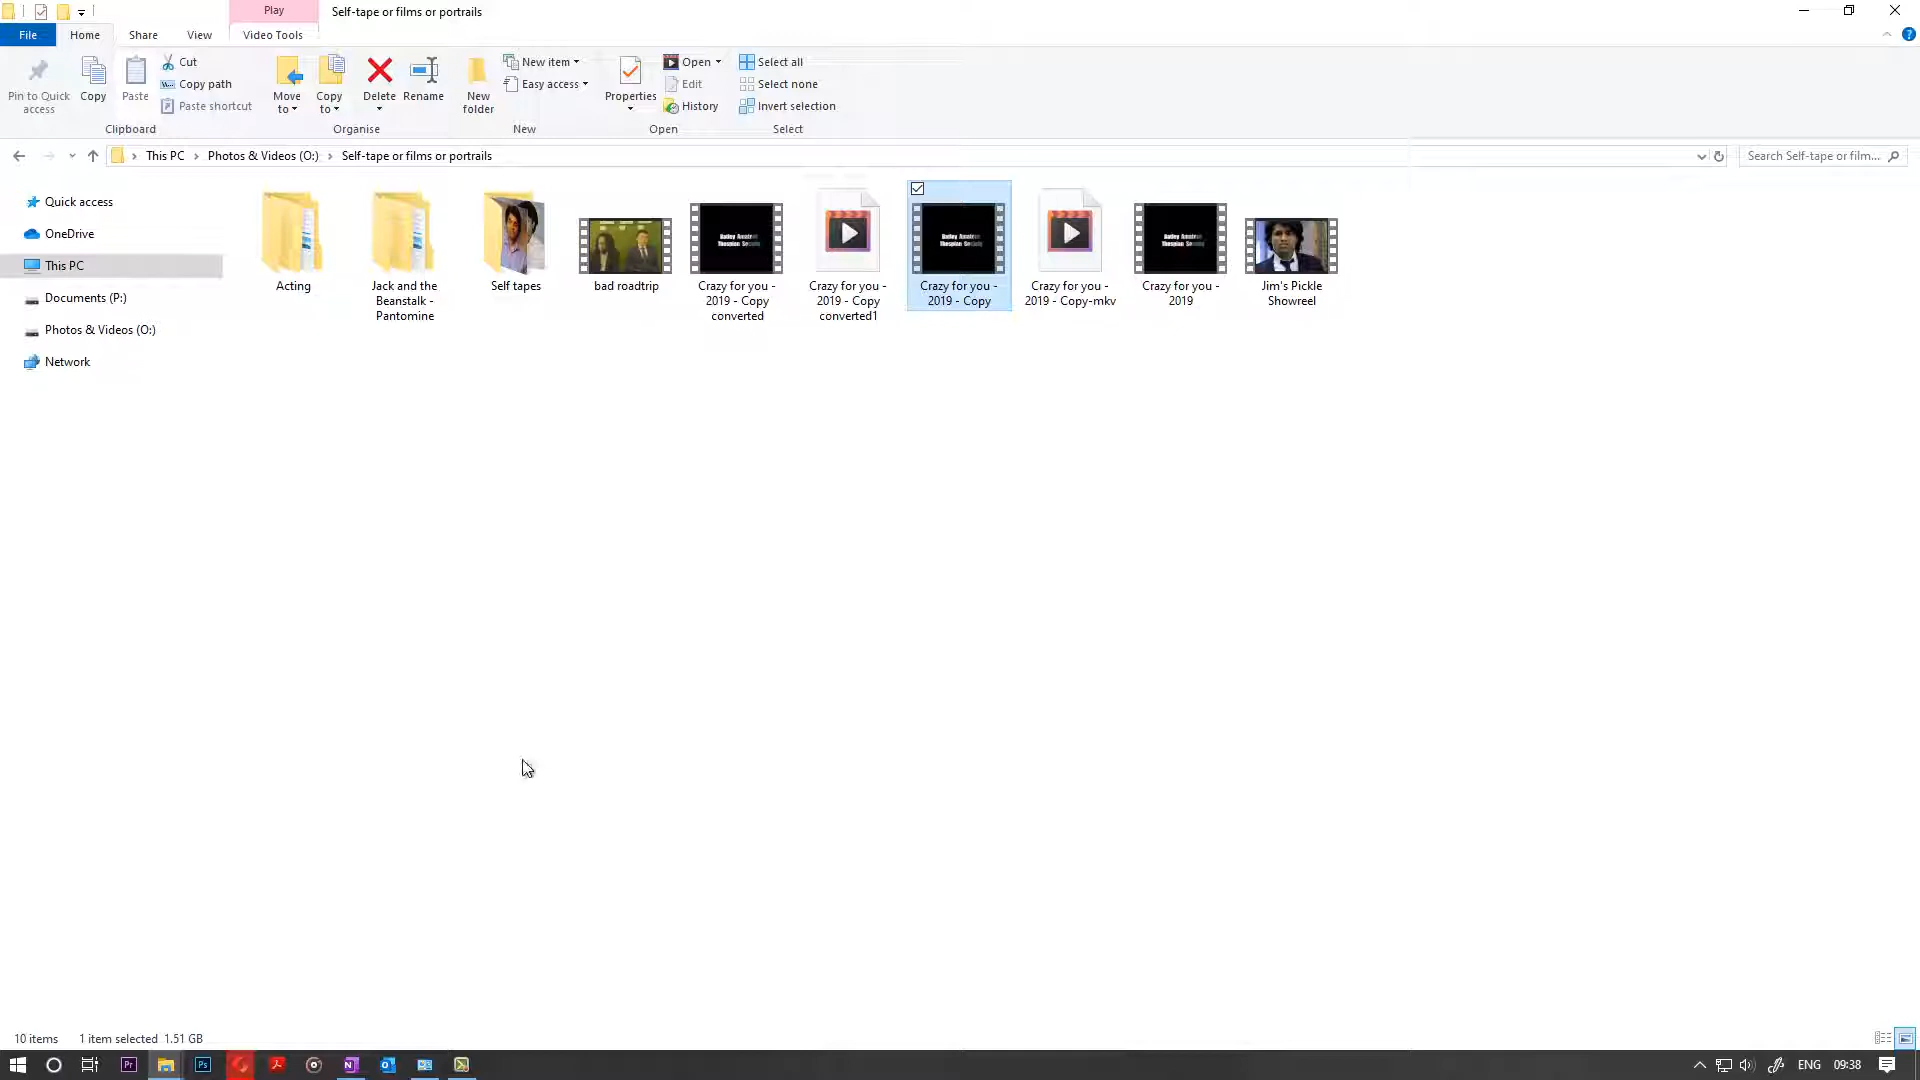 Play
Self-tape or films or portrails
File
Home
Share
View
Video Tools
Pin to Quick
access
Copy
Paste
Cut
Copy path
Paste shortcut
Move
to
Copy
to
Delete
Rename
New
folder
New item
Easy access
Properties
Open
Edit
History
Select all
Select none
Invert selection
Clipboard
Organise
New
Open
Select
This PC
Photos & Videos (O:)
Self-tape or films or portrails
Search Self-tape or film...
Quick access
OneDrive
This PC
Documents (P:)
Photos & Videos (O:)
Network
Acting
Jack and the
Beanstalk -
Pantomine
Self tapes
bad roadtrip
Crazy for you -
2019 - Copy
converted
Crazy for you -
2019 - Copy
converted1
Crazy for you -
2019 - Copy
Crazy for you -
2019 - Copy-mkv
Crazy for you -
2019
Jim's Pickle
Showreel
10 items
1 item selected 1.51 GB
Pr
Ps
N
ENG
09:38